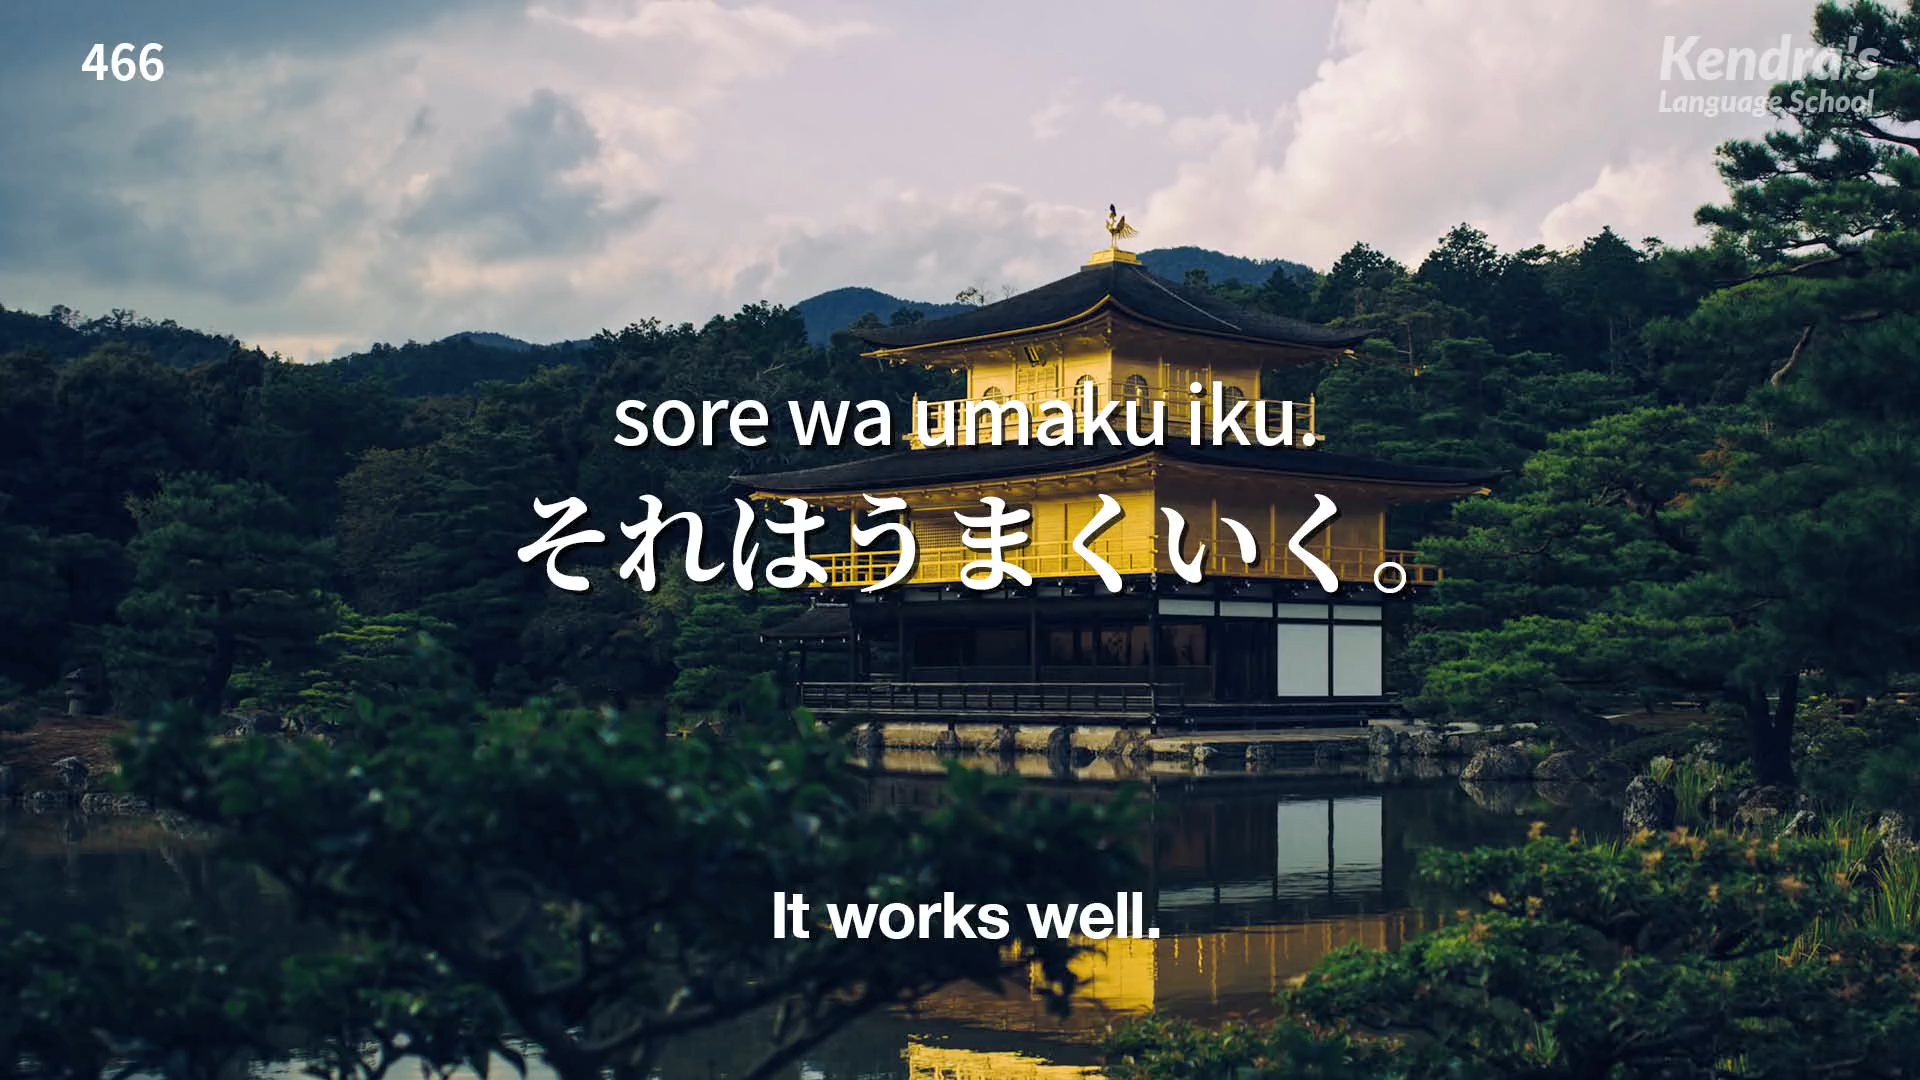 466
Kendra's
Language School
sore wa umaku iku.
それはうまくいく。
It works well.